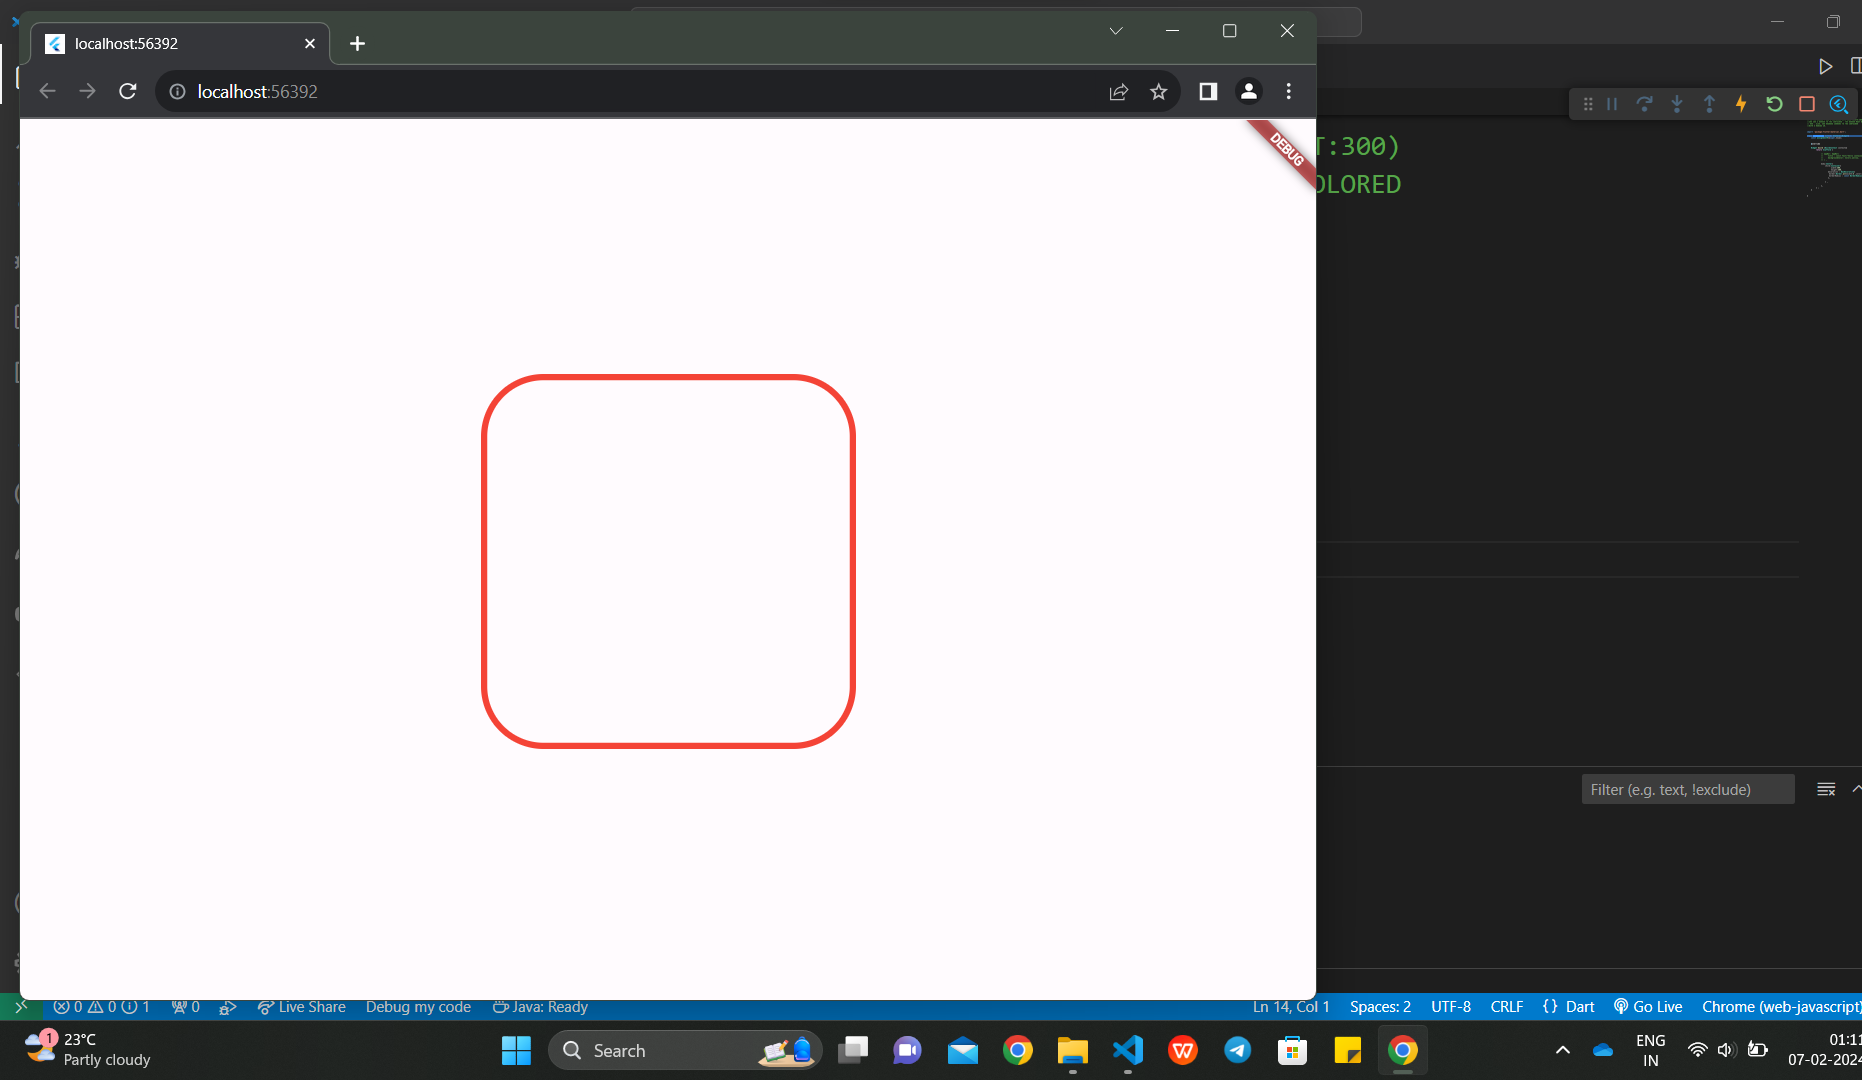 localhost:56392
localhost:56392
DEBUG
T:300)
OLORED
Filter (e.g. text, !exclude)
0 0 1 0 Live Share Debug my code Java: Ready Ln 14, Col 1 Spaces: 2 UTF-8 CRLF {} Dart Go Live Chrome (web-javascript)
1 23°C
Partly cloudy
Search
ENG
IN
01:11
07-02-2024